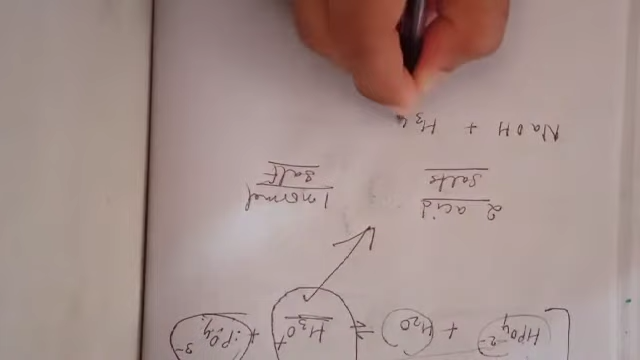 HPO₄²⁻ + H₂O ⇌ H₃O⁺ + :PO₄³⁻
2 acid 1 normal
salts salt
NaOH + H₃